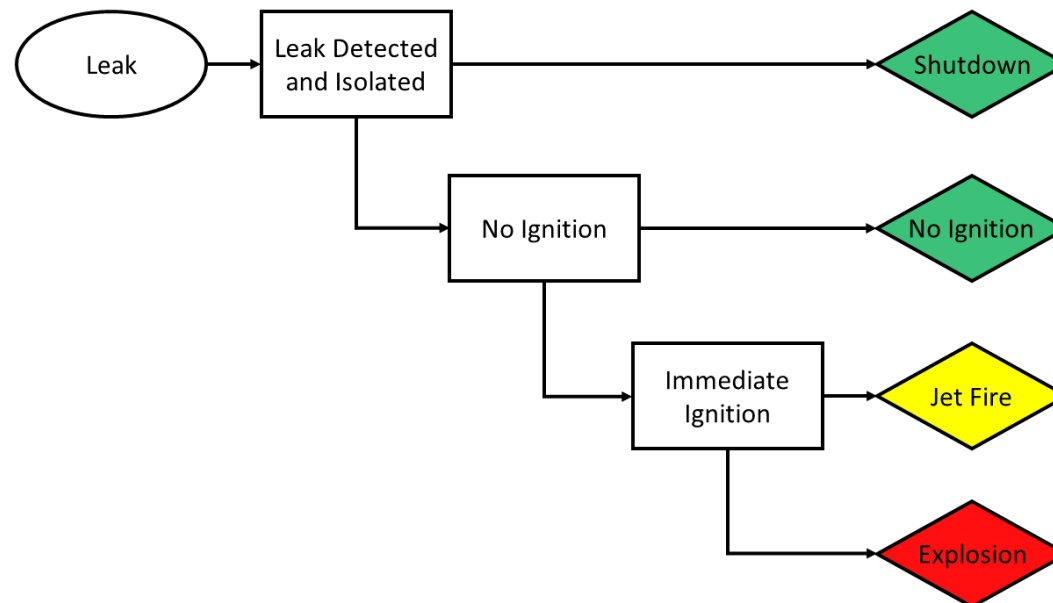 Leak
Leak Detected
and Isolated
Shutdown
No Ignition
No Ignition
Immediate
Ignition
Jet Fire
Explosion